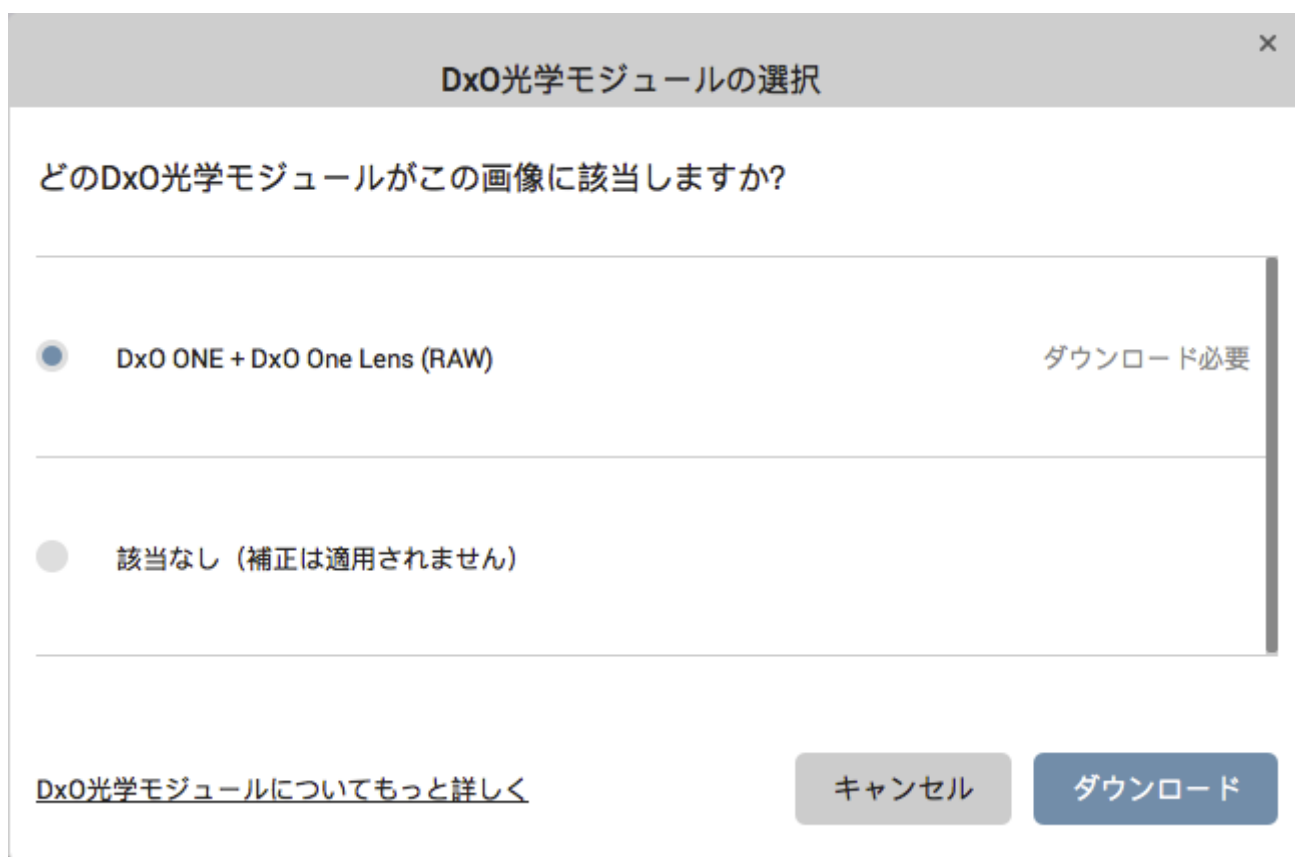 ×
DxO光学モジュールの選択
どのDxO光学モジュールがこの画像に該当しますか?
DxO ONE + DxO One Lens (RAW) ダウンロード必要
該当なし（補正は適用されません）
DxO光学モジュールについてもっと詳しく キャンセル ダウンロード